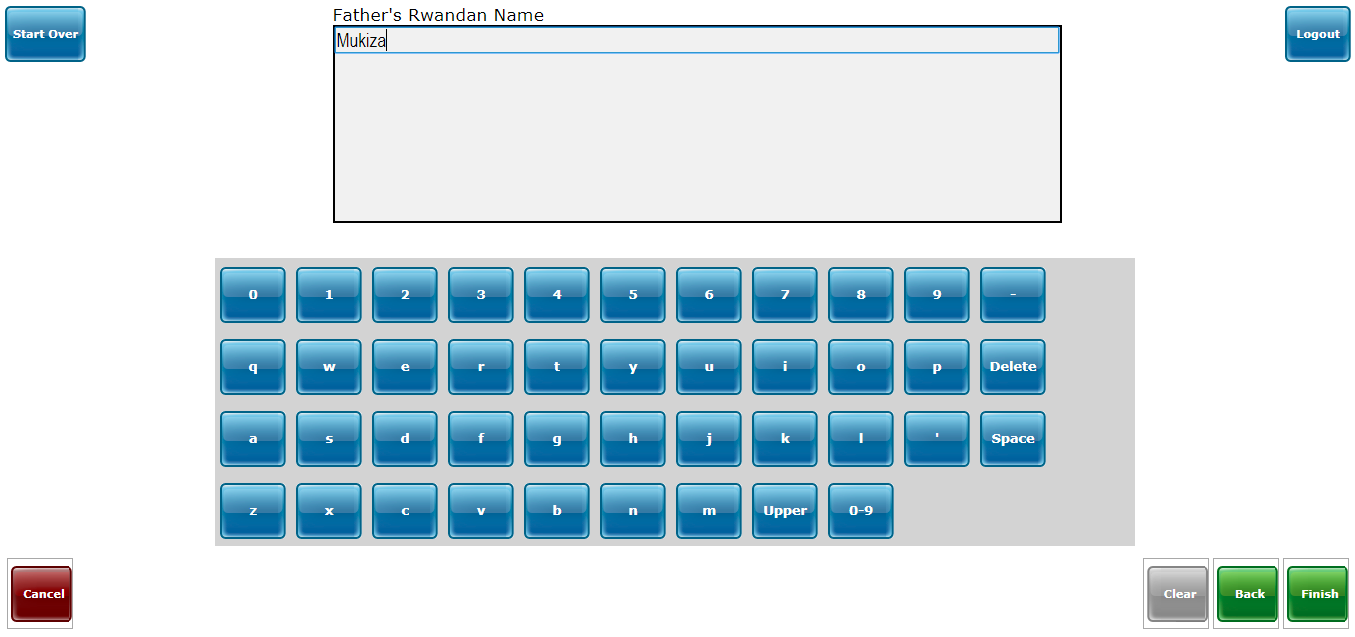 Start Over
Father's Rwandan Name
Logout
Mukiza
0 1 2 3 4 5 6 7 8 9 -
q w e r t y u i o p Delete
a s d f g h j k l ' Space
z x c v b n m Upper 0-9
Cancel Clear Back Finish